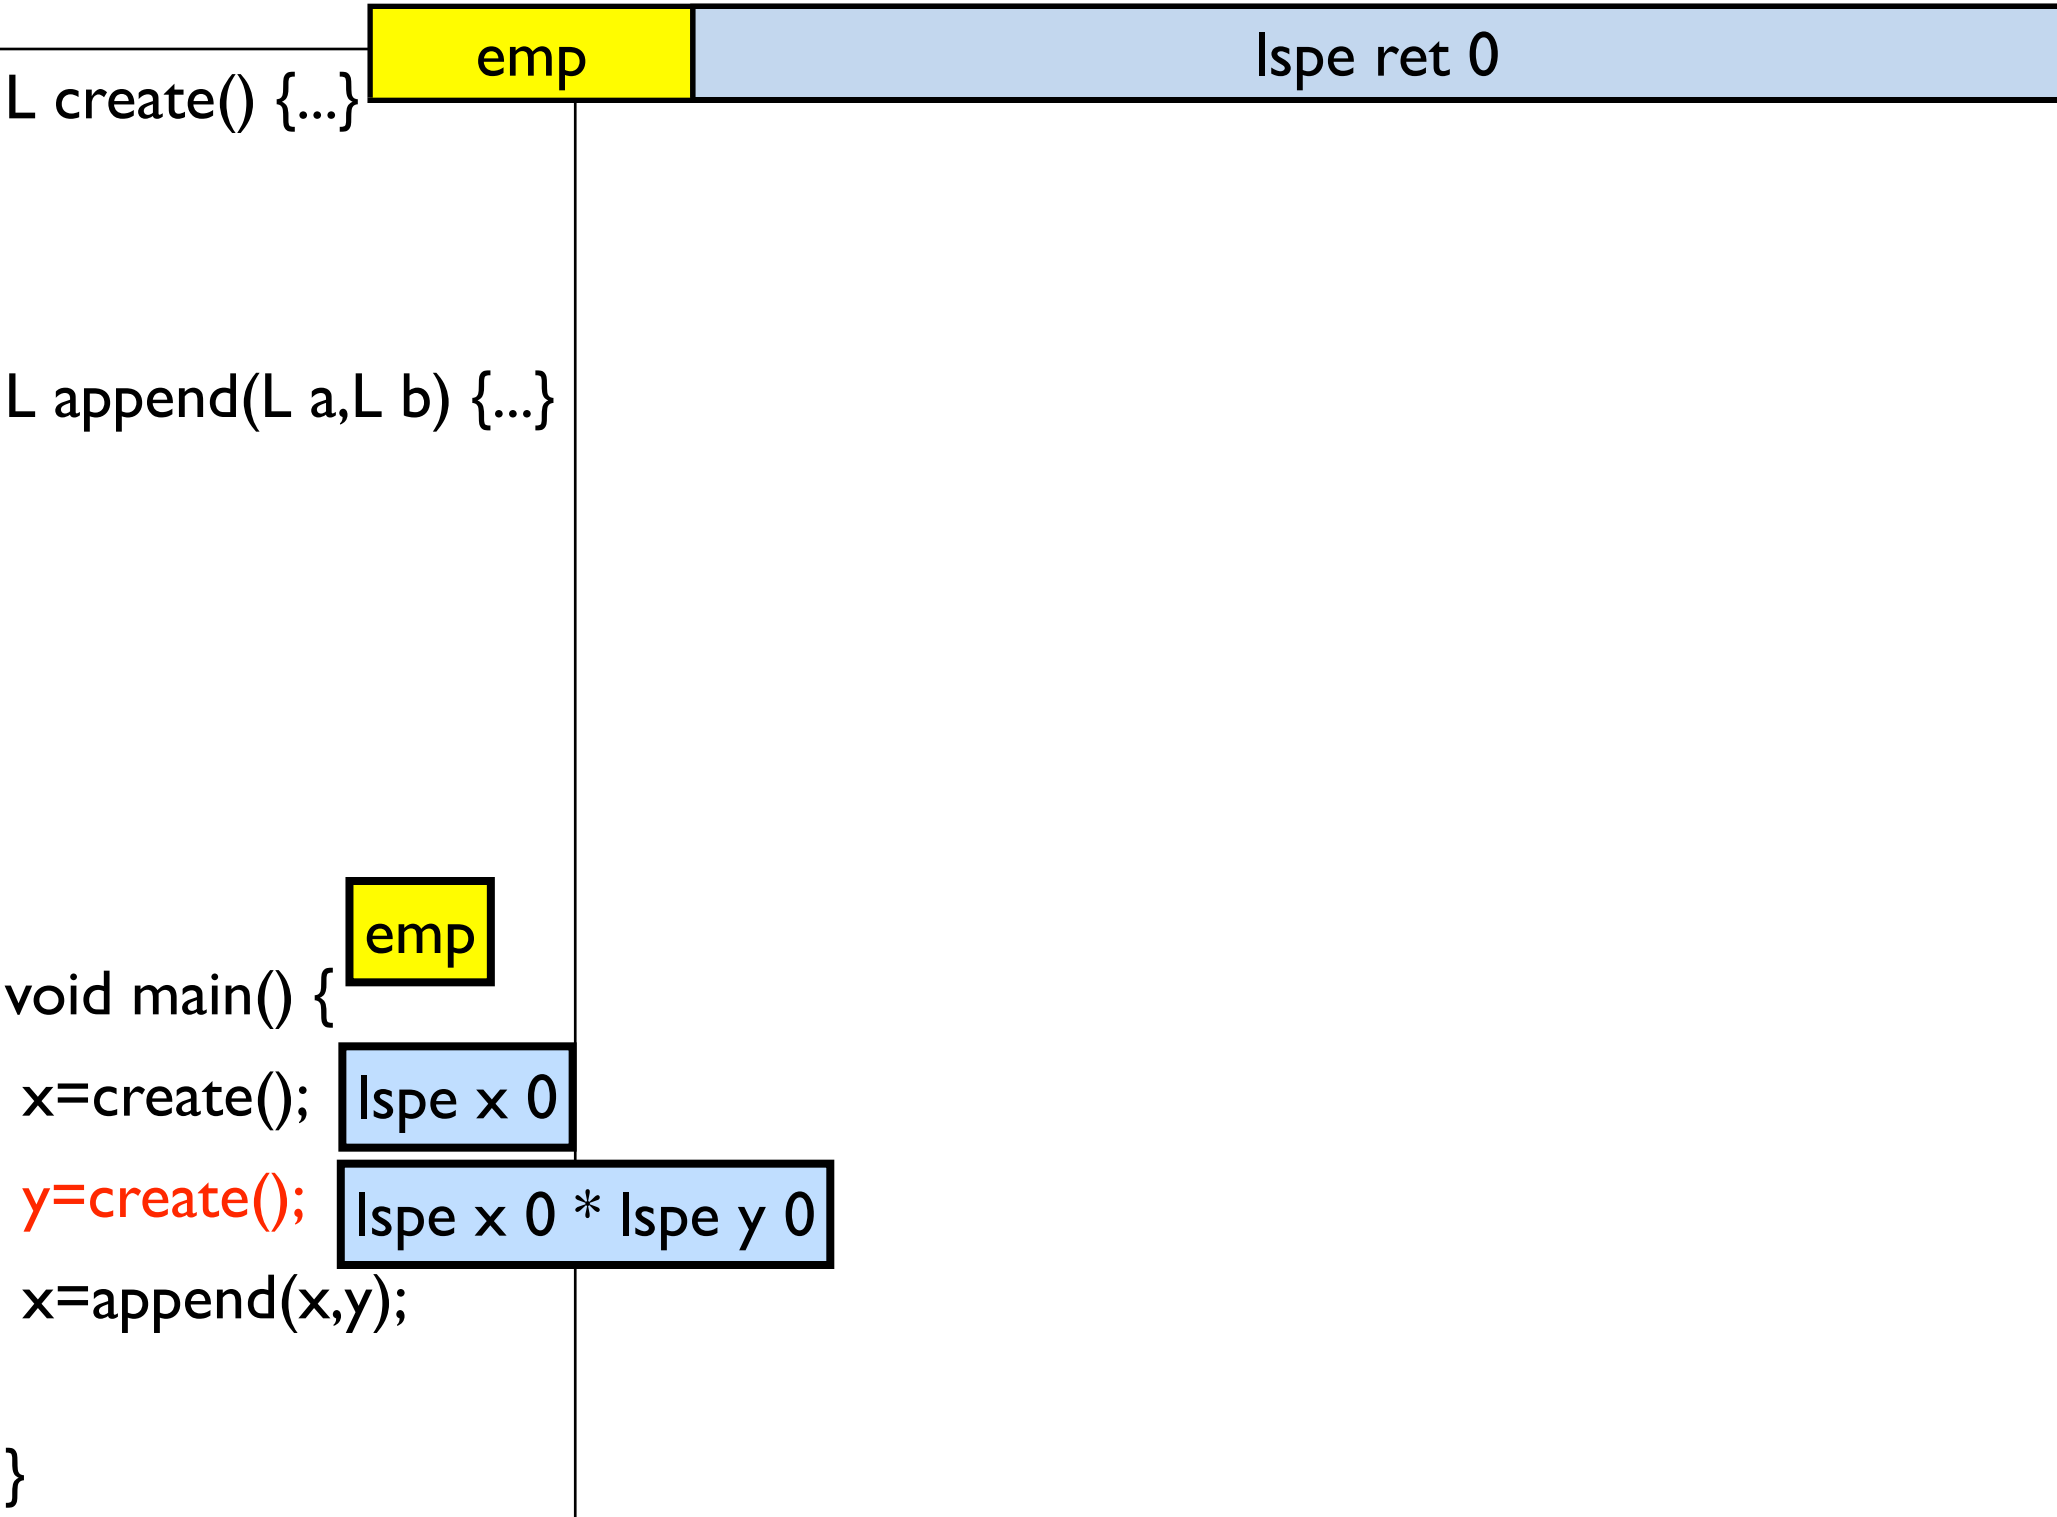 emp lspe ret 0
L create() {...}
L append(L a,L b) {...}
emp
void main() {
x=create(); lspe x 0
y=create(); lspe x 0 * lspe y 0
x=append(x,y);
}